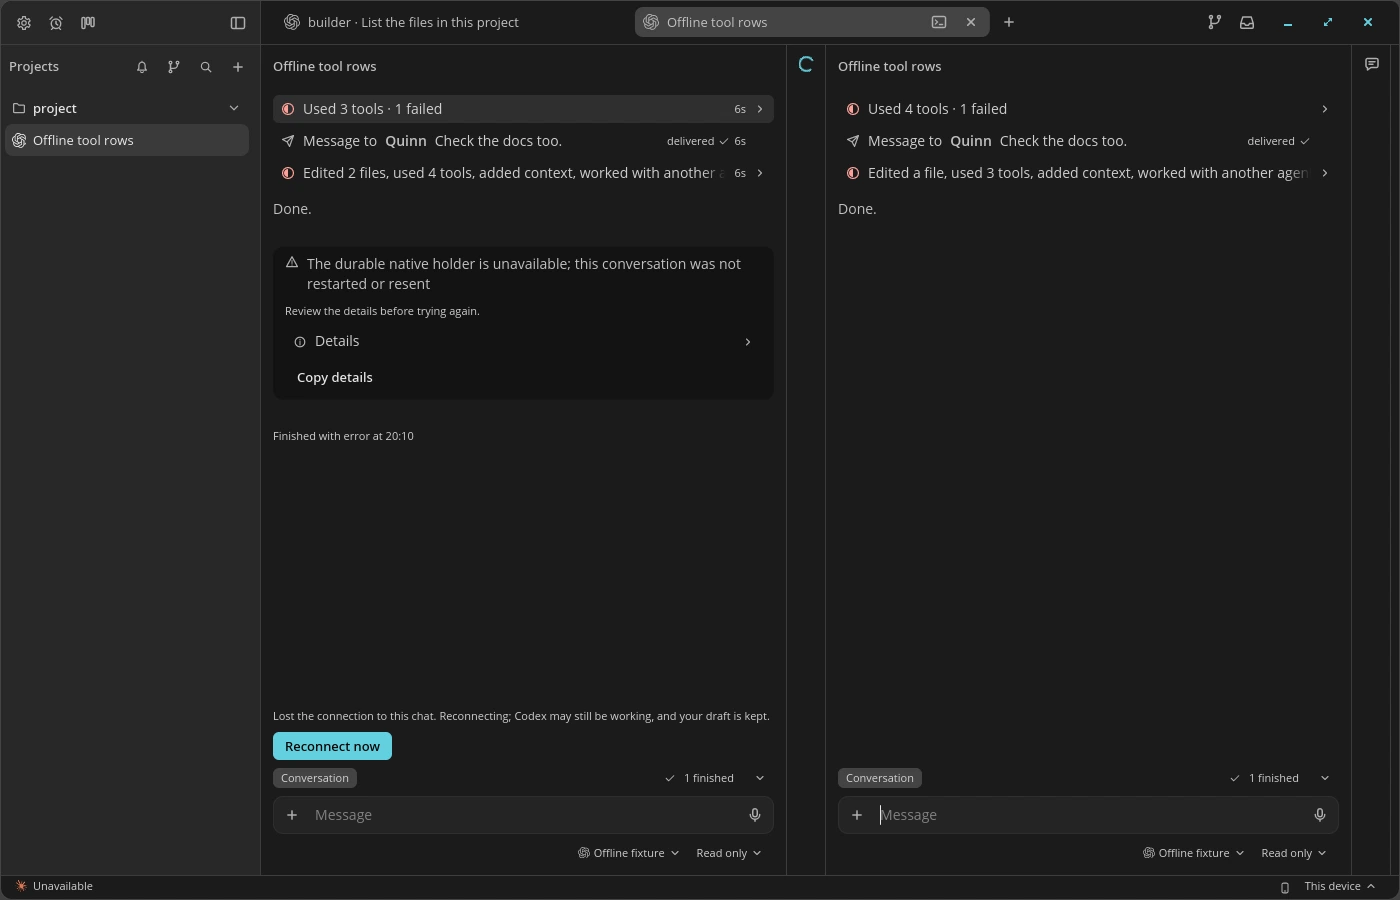 builder · List the files in this project
Offline tool rows
Projects
project
Offline tool rows
Offline tool rows
Used 3 tools · 1 failed 6s
Message to Quinn Check the docs too. delivered 6s
Edited 2 files, used 4 tools, added context, worked with another 6s
Done.
The durable native holder is unavailable; this conversation was not
restarted or resent
Review the details before trying again.
Details
Copy details
Finished with error at 20:10
Lost the connection to this chat. Reconnecting; Codex may still be working, and your draft is kept.
Reconnect now
Conversation 1 finished
Message
Offline fixture Read only
Offline tool rows
Used 4 tools · 1 failed
Message to Quinn Check the docs too. delivered
Edited a file, used 3 tools, added context, worked with another agen
Done.
Conversation 1 finished
Message
Offline fixture Read only
Unavailable
This device